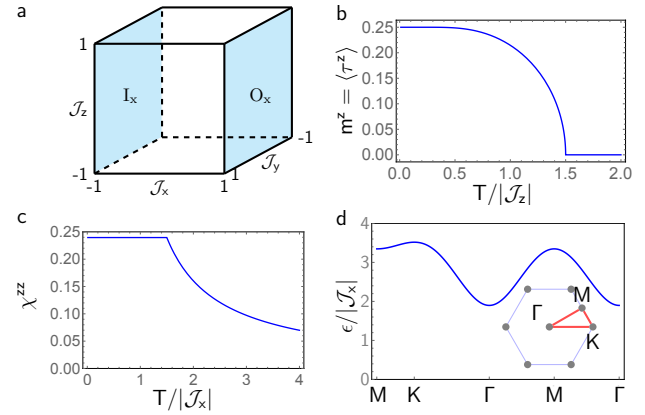 a
1
I_x
O_x
𝒥_z
-1
-1
-1
𝒥_x
1
1
𝒥_y
b
m^z = ⟨τ^z⟩
0.25
0.20
0.15
0.10
0.05
0.00
0.0 0.5 1.0 1.5 2.0
T/|𝒥_z|
c
χ^zz
0.25
0.20
0.15
0.10
0.05
0.00
0 1 2 3 4
T/|𝒥_x|
d
ϵ/|𝒥_x|
4
3
2
1
0
M
Γ
K
M K Γ M Γ